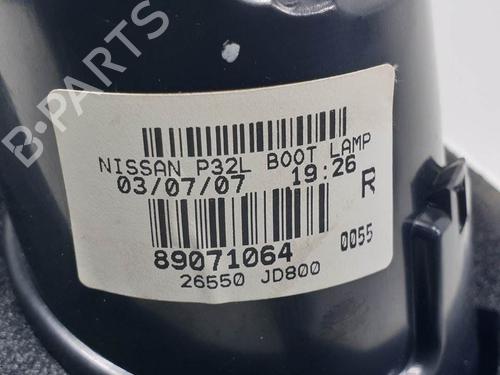 B-PARTS
NISSAN P32L BOOT LAMP
03/07/07 19:26
R
89071064 0055
26550 JD800